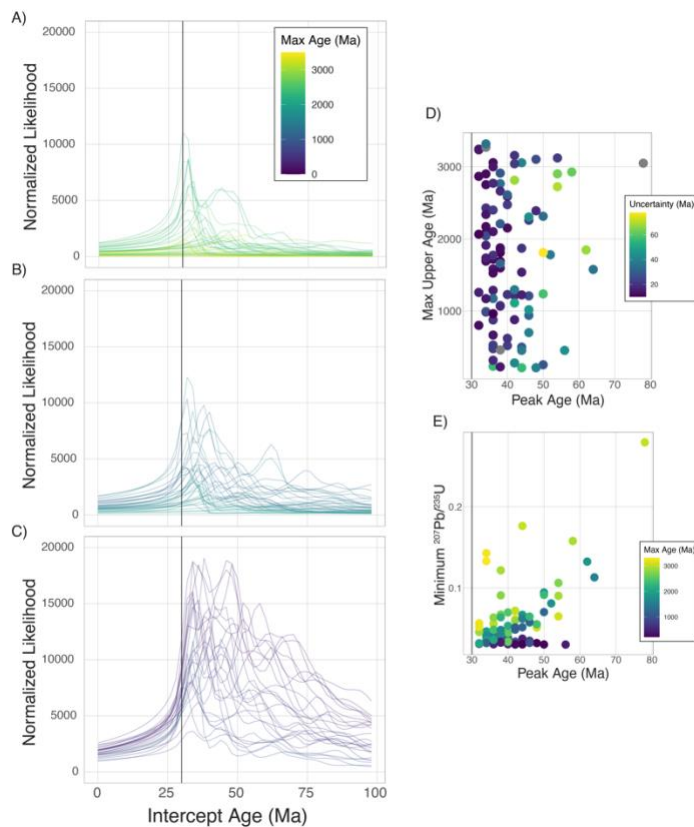 A)
20000
15000
10000
5000
0
Normalized Likelihood
Max Age (Ma)
3000
2000
1000
0
B)
20000
15000
10000
5000
0
Normalized Likelihood
C)
20000
15000
10000
5000
0
Normalized Likelihood
0
25
50
75
100
Intercept Age (Ma)
D)
3000
2000
1000
Max Upper Age (Ma)
30
40
50
60
70
80
Peak Age (Ma)
Uncertainty (Ma)
60
40
20
E)
0.2
0.1
Minimum ²⁰⁷Pb/²³⁵U
30
40
50
60
70
80
Peak Age (Ma)
Max Age (Ma)
3000
2000
1000